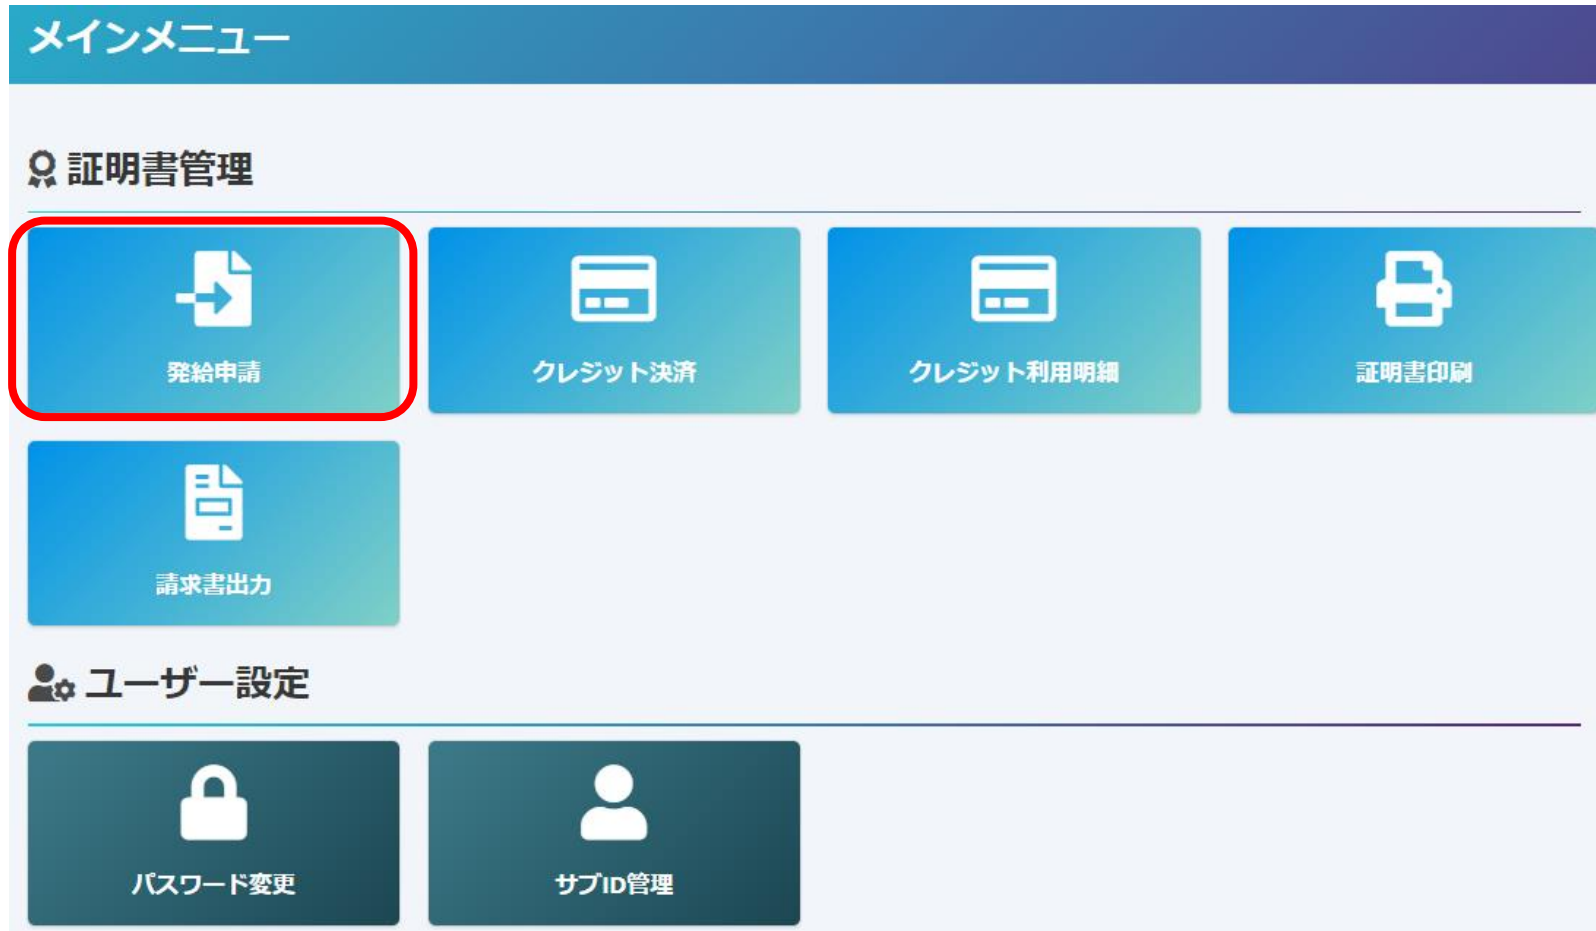 メインメニュー
証明書管理
発給申請
クレジット決済
クレジット利用明細
証明書印刷
請求書出力
ユーザー設定
パスワード変更
サブID管理